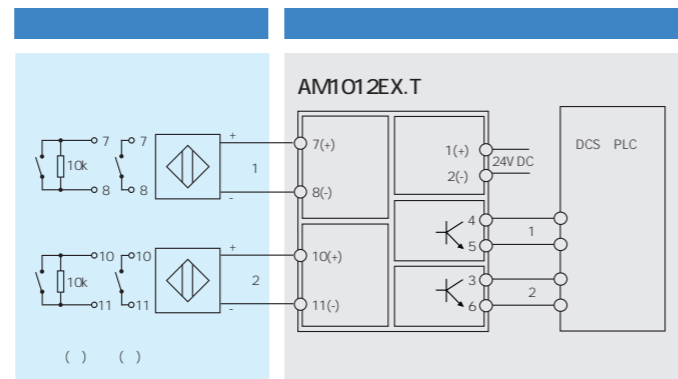 AM1012EX.T
7 7 + 7(+) 1(+) DCS PLC
10k 1 24V DC
8 8 - 8(-) 2(-)
4 1
5
10 10 + 10(+)
10k 2 3 2
11 11 - 11(-) 6
( ) ( )